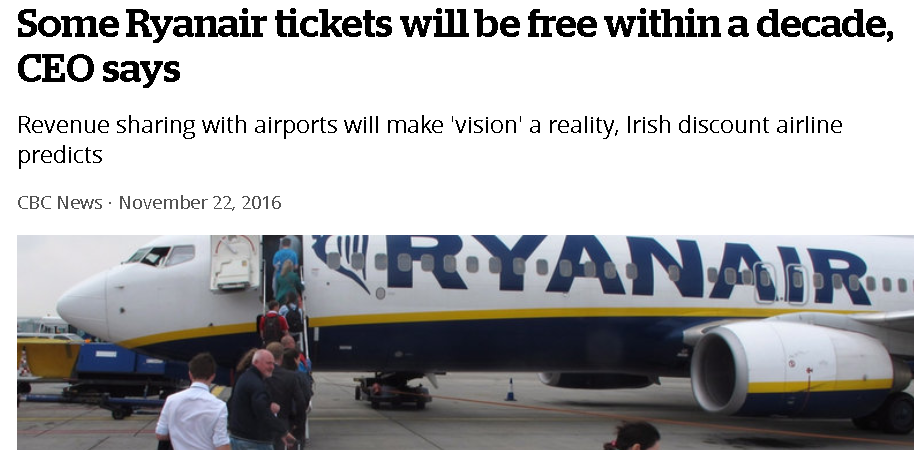 Some Ryanair tickets will be free within a decade,
CEO says
Revenue sharing with airports will make 'vision' a reality, Irish discount airline
predicts
CBC News · November 22, 2016
RYANAIR